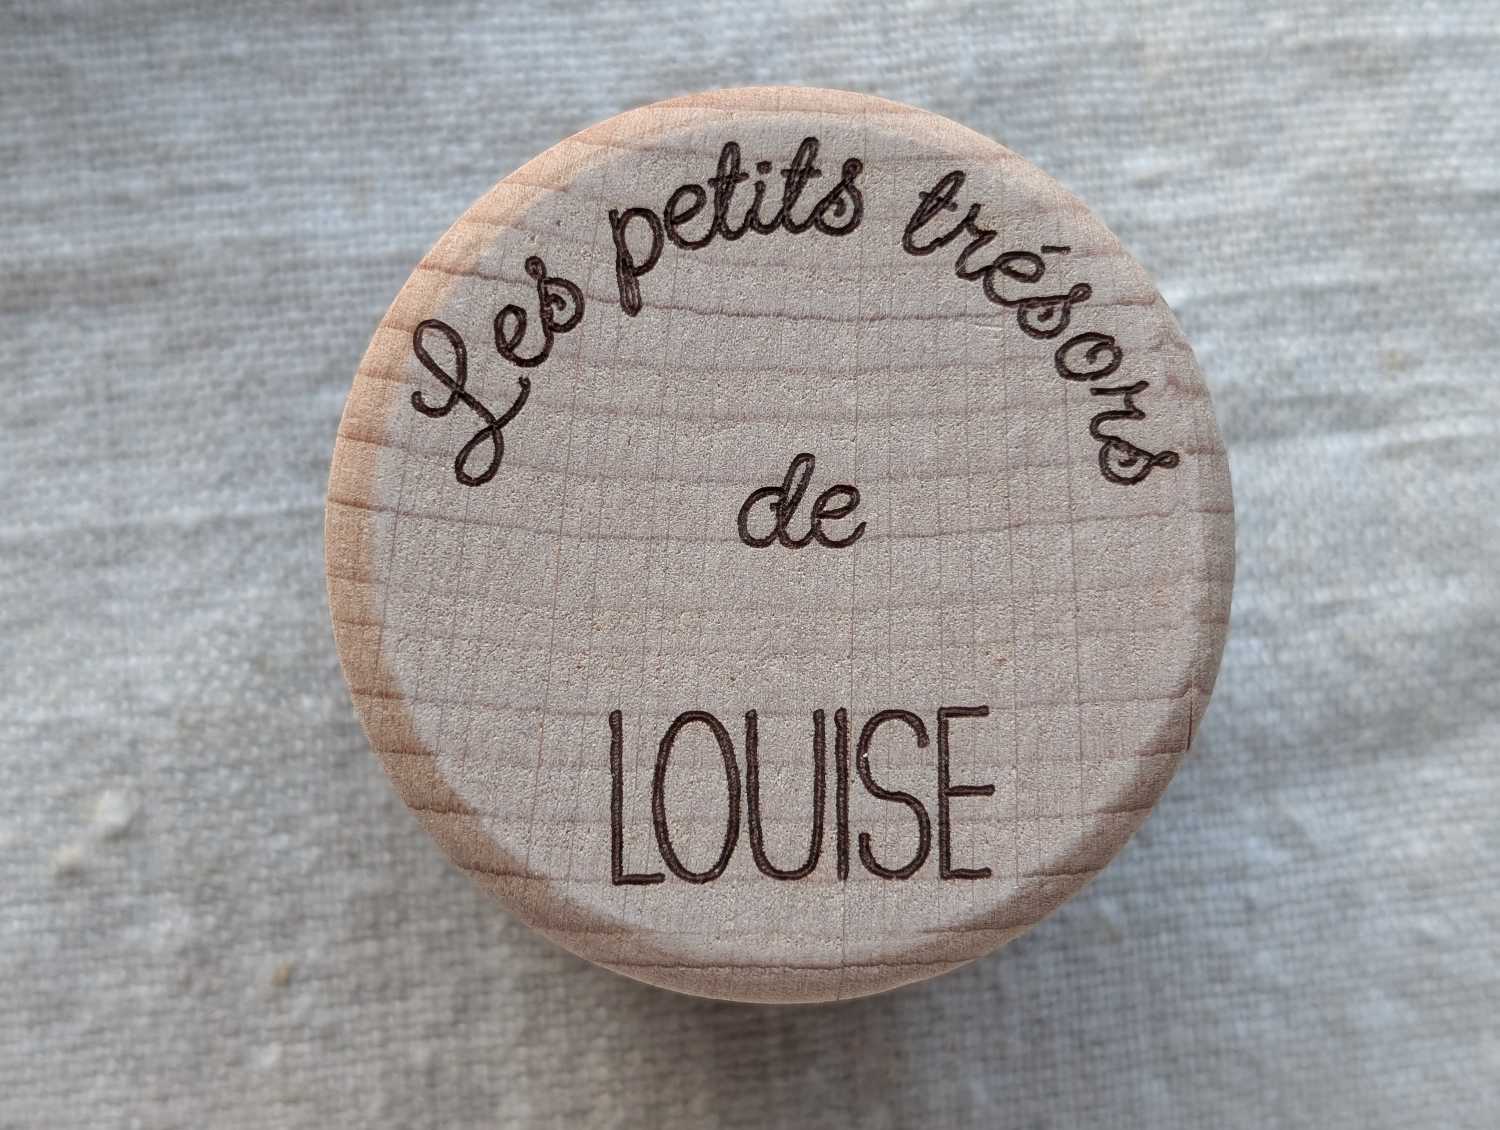 Les petits trésors
de
LOUISE